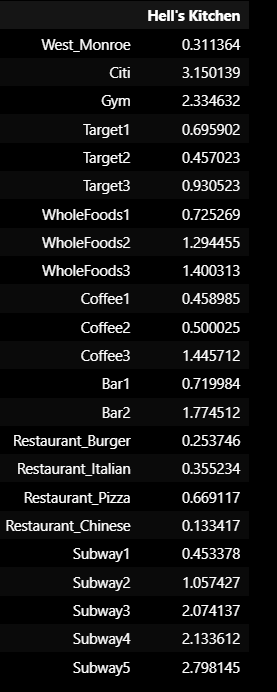 Hell's Kitchen
West_Monroe 0.311364
Citi 3.150139
Gym 2.334632
Target1 0.695902
Target2 0.457023
Target3 0.930523
WholeFoods1 0.725269
WholeFoods2 1.294455
WholeFoods3 1.400313
Coffee1 0.458985
Coffee2 0.500025
Coffee3 1.445712
Bar1 0.719984
Bar2 1.774512
Restaurant_Burger 0.253746
Restaurant_Italian 0.355234
Restaurant_Pizza 0.669117
Restaurant_Chinese 0.133417
Subway1 0.453378
Subway2 1.057427
Subway3 2.074137
Subway4 2.133612
Subway5 2.798145